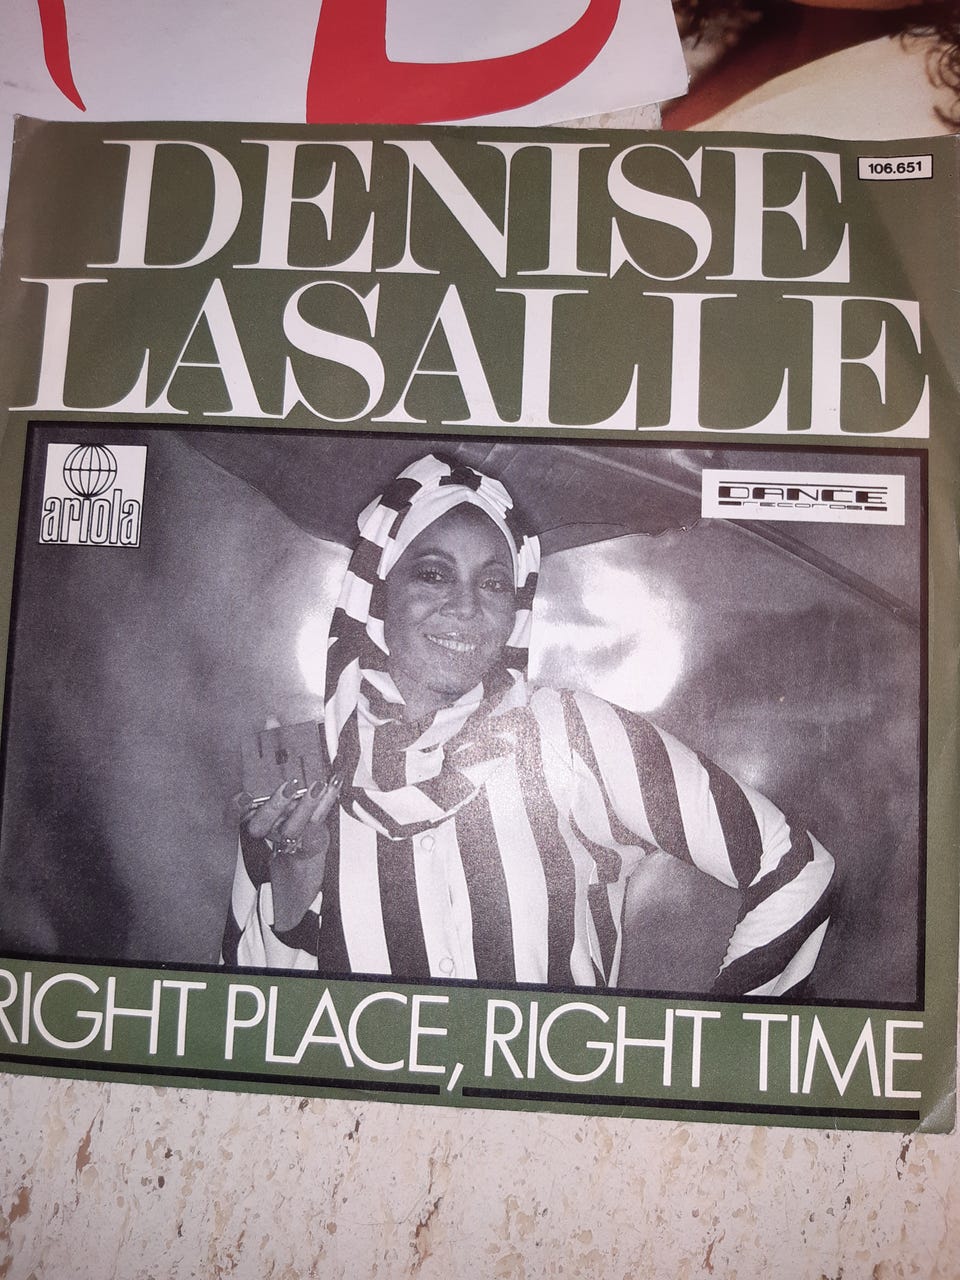 DENISE
106.651
LASALLE
ariola
DANCE
records
RIGHT PLACE, RIGHT TIME